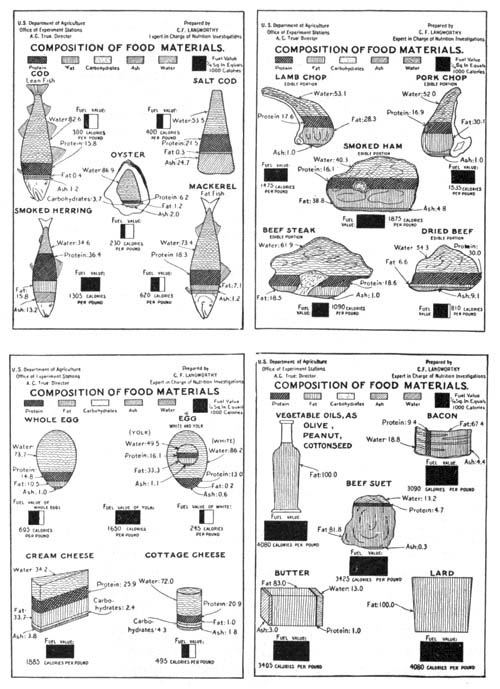 U.S. Department of Agriculture
Office of Experiment Stations
A.C. True: Director
Prepared by
C.F. LANGWORTHY
Expert in Charge of Nutrition Investigations
COMPOSITION OF FOOD MATERIALS.
Protein
Fat
Carbohydrates
Ash
Water
Fuel Value
1000 Calories
COD
Lean Fish
Water:82.6
Protein:15.8
Fat:0.4
Ash:1.2
FUEL VALUE:
CALORIES
PER POUND
SALT COD
Water:53.5
Protein:21.5
Fat:0.3
Ash:24.7
FUEL VALUE:
400 CALORIES
PER POUND
OYSTER
Water:86.9
Protein:6.2
Fat:1.2
Ash:2.0
Carbohydrates:3.7
FUEL VALUE:
230 CALORIES
PER POUND
SMOKED HERRING
Water:34.6
Protein:36.4
Fat:
15.8
Ash:13.2
FUEL VALUE:
1305 CALORIES
PER POUND
MACKEREL
Fat Fish
Water:73.4
Protein:18.3
Fat:7.1
Ash:1.2
FUEL VALUE:
620 CALORIES
PER POUND
U.S. Department of Agriculture
Office of Experiment Stations
A.C. True: Director
Prepared by
C.F. LANGWORTHY
Expert in Charge of Nutrition Investigations
COMPOSITION OF FOOD MATERIALS.
Protein
Fat
Carbohydrates
Ash
Water
Fuel Value
1000 Calories
LAMB CHOP
EDIBLE PORTION
Water:53.1
Protein:17.6
Fat:28.3
Ash:1.0
FUEL VALUE:
1475 CALORIES
PER POUND
PORK CHOP
EDIBLE PORTION
Water:52.0
Protein:16.9
Fat:30.1
Ash:1.0
FUEL VALUE:
1535 CALORIES
PER POUND
SMOKED HAM
EDIBLE PORTION
Water:40.3
Protein:16.1
Fat:38.8
Ash:4.8
FUEL VALUE:
1875 CALORIES
PER POUND
BEEF STEAK
EDIBLE PORTION
Water:61.9
Protein:18.6
Fat:18.5
Ash:1.0
FUEL
VALUE:
1090 CALORIES
PER POUND
DRIED BEEF
EDIBLE PORTION
Water:54.3
Protein:
30.0
Fat:6.6
Ash:9.1
FUEL
VALUE:
810 CALORIES
PER POUND
U.S. Department of Agriculture
Office of Experiment Stations
A.C. True: Director
Prepared by
C.F. LANGWORTHY
Expert in Charge of Nutrition Investigations
COMPOSITION OF FOOD MATERIALS.
Protein
Fat
Carbohydrates
Ash
Water
Fuel Value
1000 Calories
WHOLE EGG
Water:
73.7
Protein:
14.8
Fat:10.5
Ash:1.0
FUEL VALUE OF
WHOLE EGG:
695 CALORIES
PER POUND
EGG
WHITE AND YOLK
(YOLK)
Water:49.5
Protein:16.1
Fat:33.3
Ash:1.1
(WHITE)
Water:86.2
Protein:13.0
Fat:0.2
Ash:0.6
FUEL VALUE OF YOLK:
1650 CALORIES
PER POUND
FUEL VALUE OF WHITE:
245 CALORIES
PER POUND
CREAM CHEESE
Water:34.2
Protein:25.9
Carbo-
hydrates:2.4
Fat:
33.7
Ash:3.8
FUEL VALUE:
1885 CALORIES
PER POUND
COTTAGE CHEESE
Water:72.0
Protein:20.9
Fat:1.0
Carbo-
hydrates:4.3
Ash:1.8
FUEL
VALUE:
495 CALORIES
PER POUND
U.S. Department of Agriculture
Office of Experiment Stations
A.C. True: Director
Prepared by
C.F. LANGWORTHY
Expert in Charge of Nutrition Investigations
COMPOSITION OF FOOD MATERIALS.
Protein
Fat
Carbohydrates
Ash
Water
Fuel Value
1000 Calories
VEGETABLE OILS, AS
OLIVE,
PEANUT,
COTTONSEED
Fat:100.0
FUEL VALUE:
4080 CALORIES PER POUND
BACON
Protein:9.4
Fat:67.4
Water:18.8
Ash:4.4
FUEL VALUE:
3090
CALORIES PER POUND
BEEF SUET
Water:13.2
Protein:4.7
Fat:81.8
Ash:0.3
FUEL VALUE:
3425 CALORIES PER POUND
BUTTER
Fat:83.0
Water:13.0
Ash:3.0
Protein:1.0
FUEL VALUE:
3405 CALORIES PER POUND
LARD
Fat:100.0
FUEL VALUE:
4080 CALORIES PER POUND